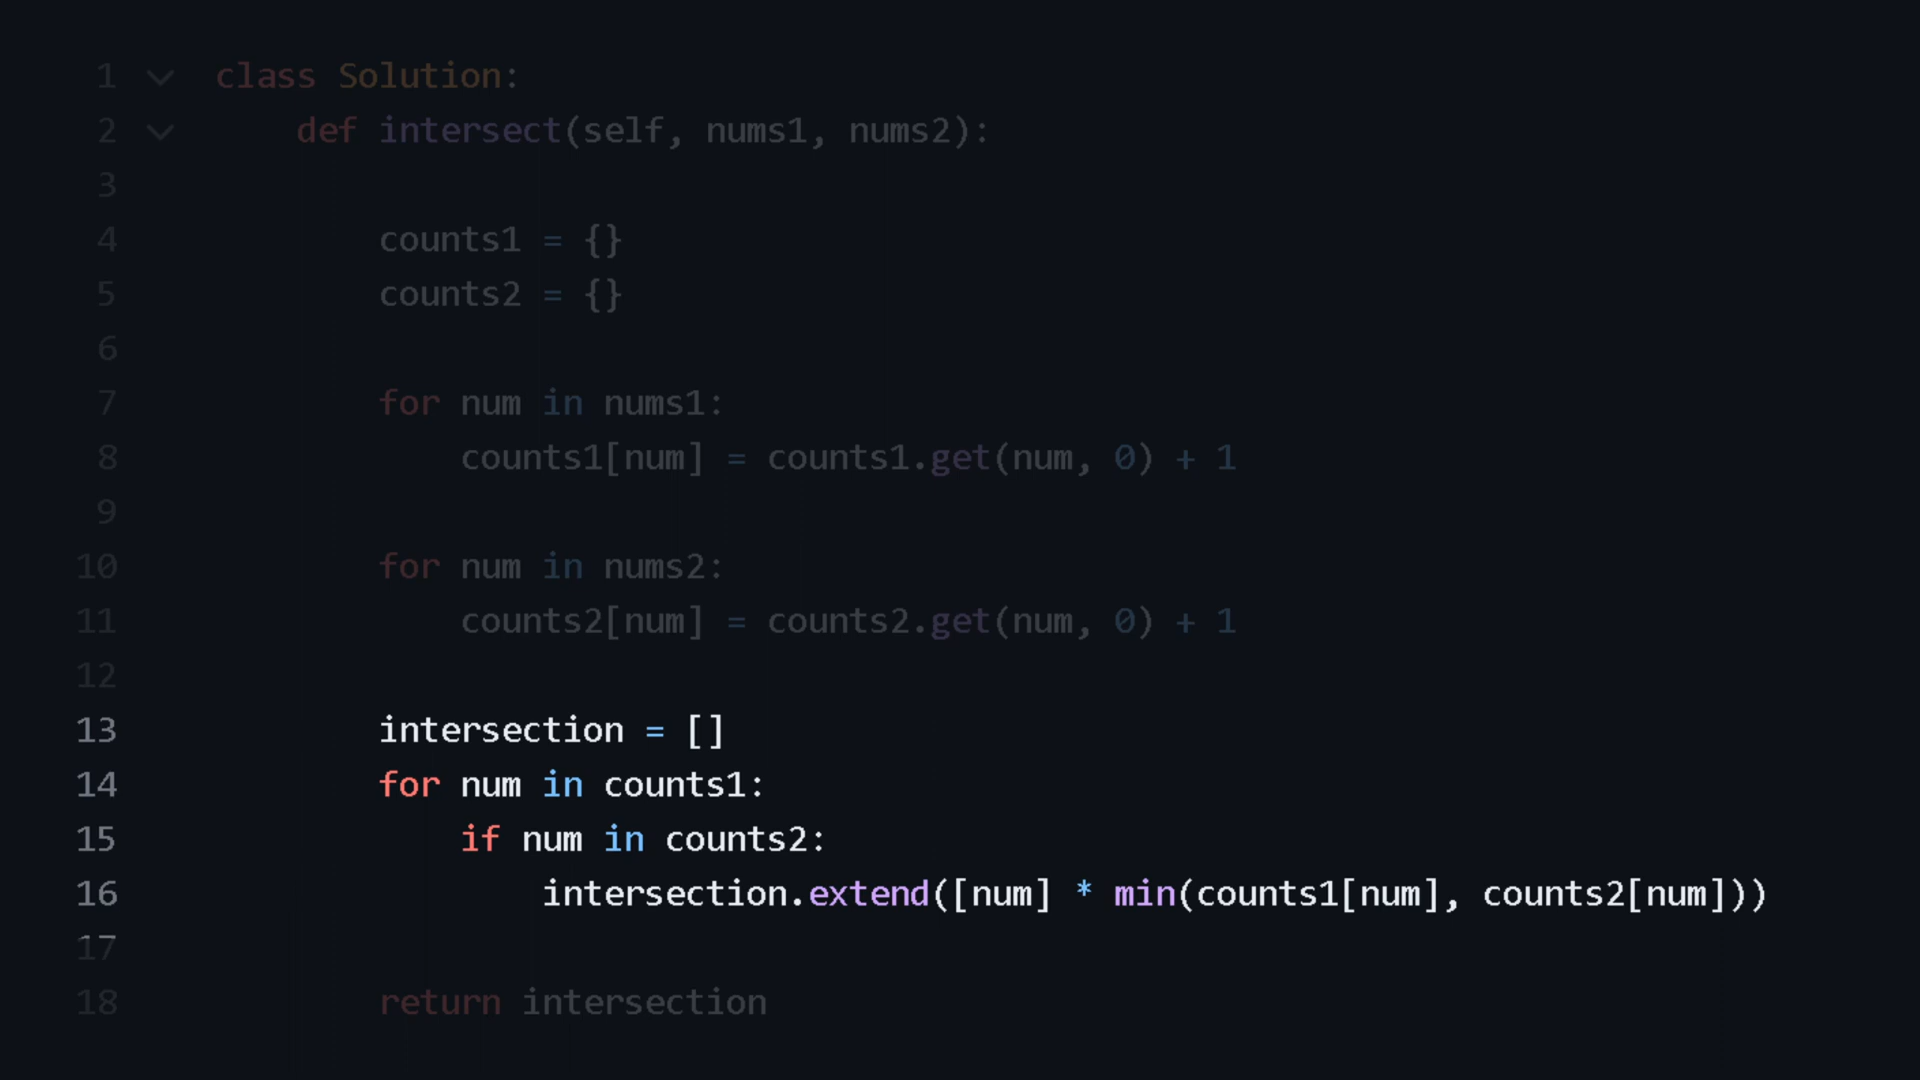 1 class Solution:
2 def intersect(self, nums1, nums2):
3
4 counts1 = {}
5 counts2 = {}
6
7 for num in nums1:
8 counts1[num] = counts1.get(num, 0) + 1
9
10 for num in nums2:
11 counts2[num] = counts2.get(num, 0) + 1
12
13 intersection = []
14 for num in counts1:
15 if num in counts2:
16 intersection.extend([num] * min(counts1[num], counts2[num]))
17
18 return intersection